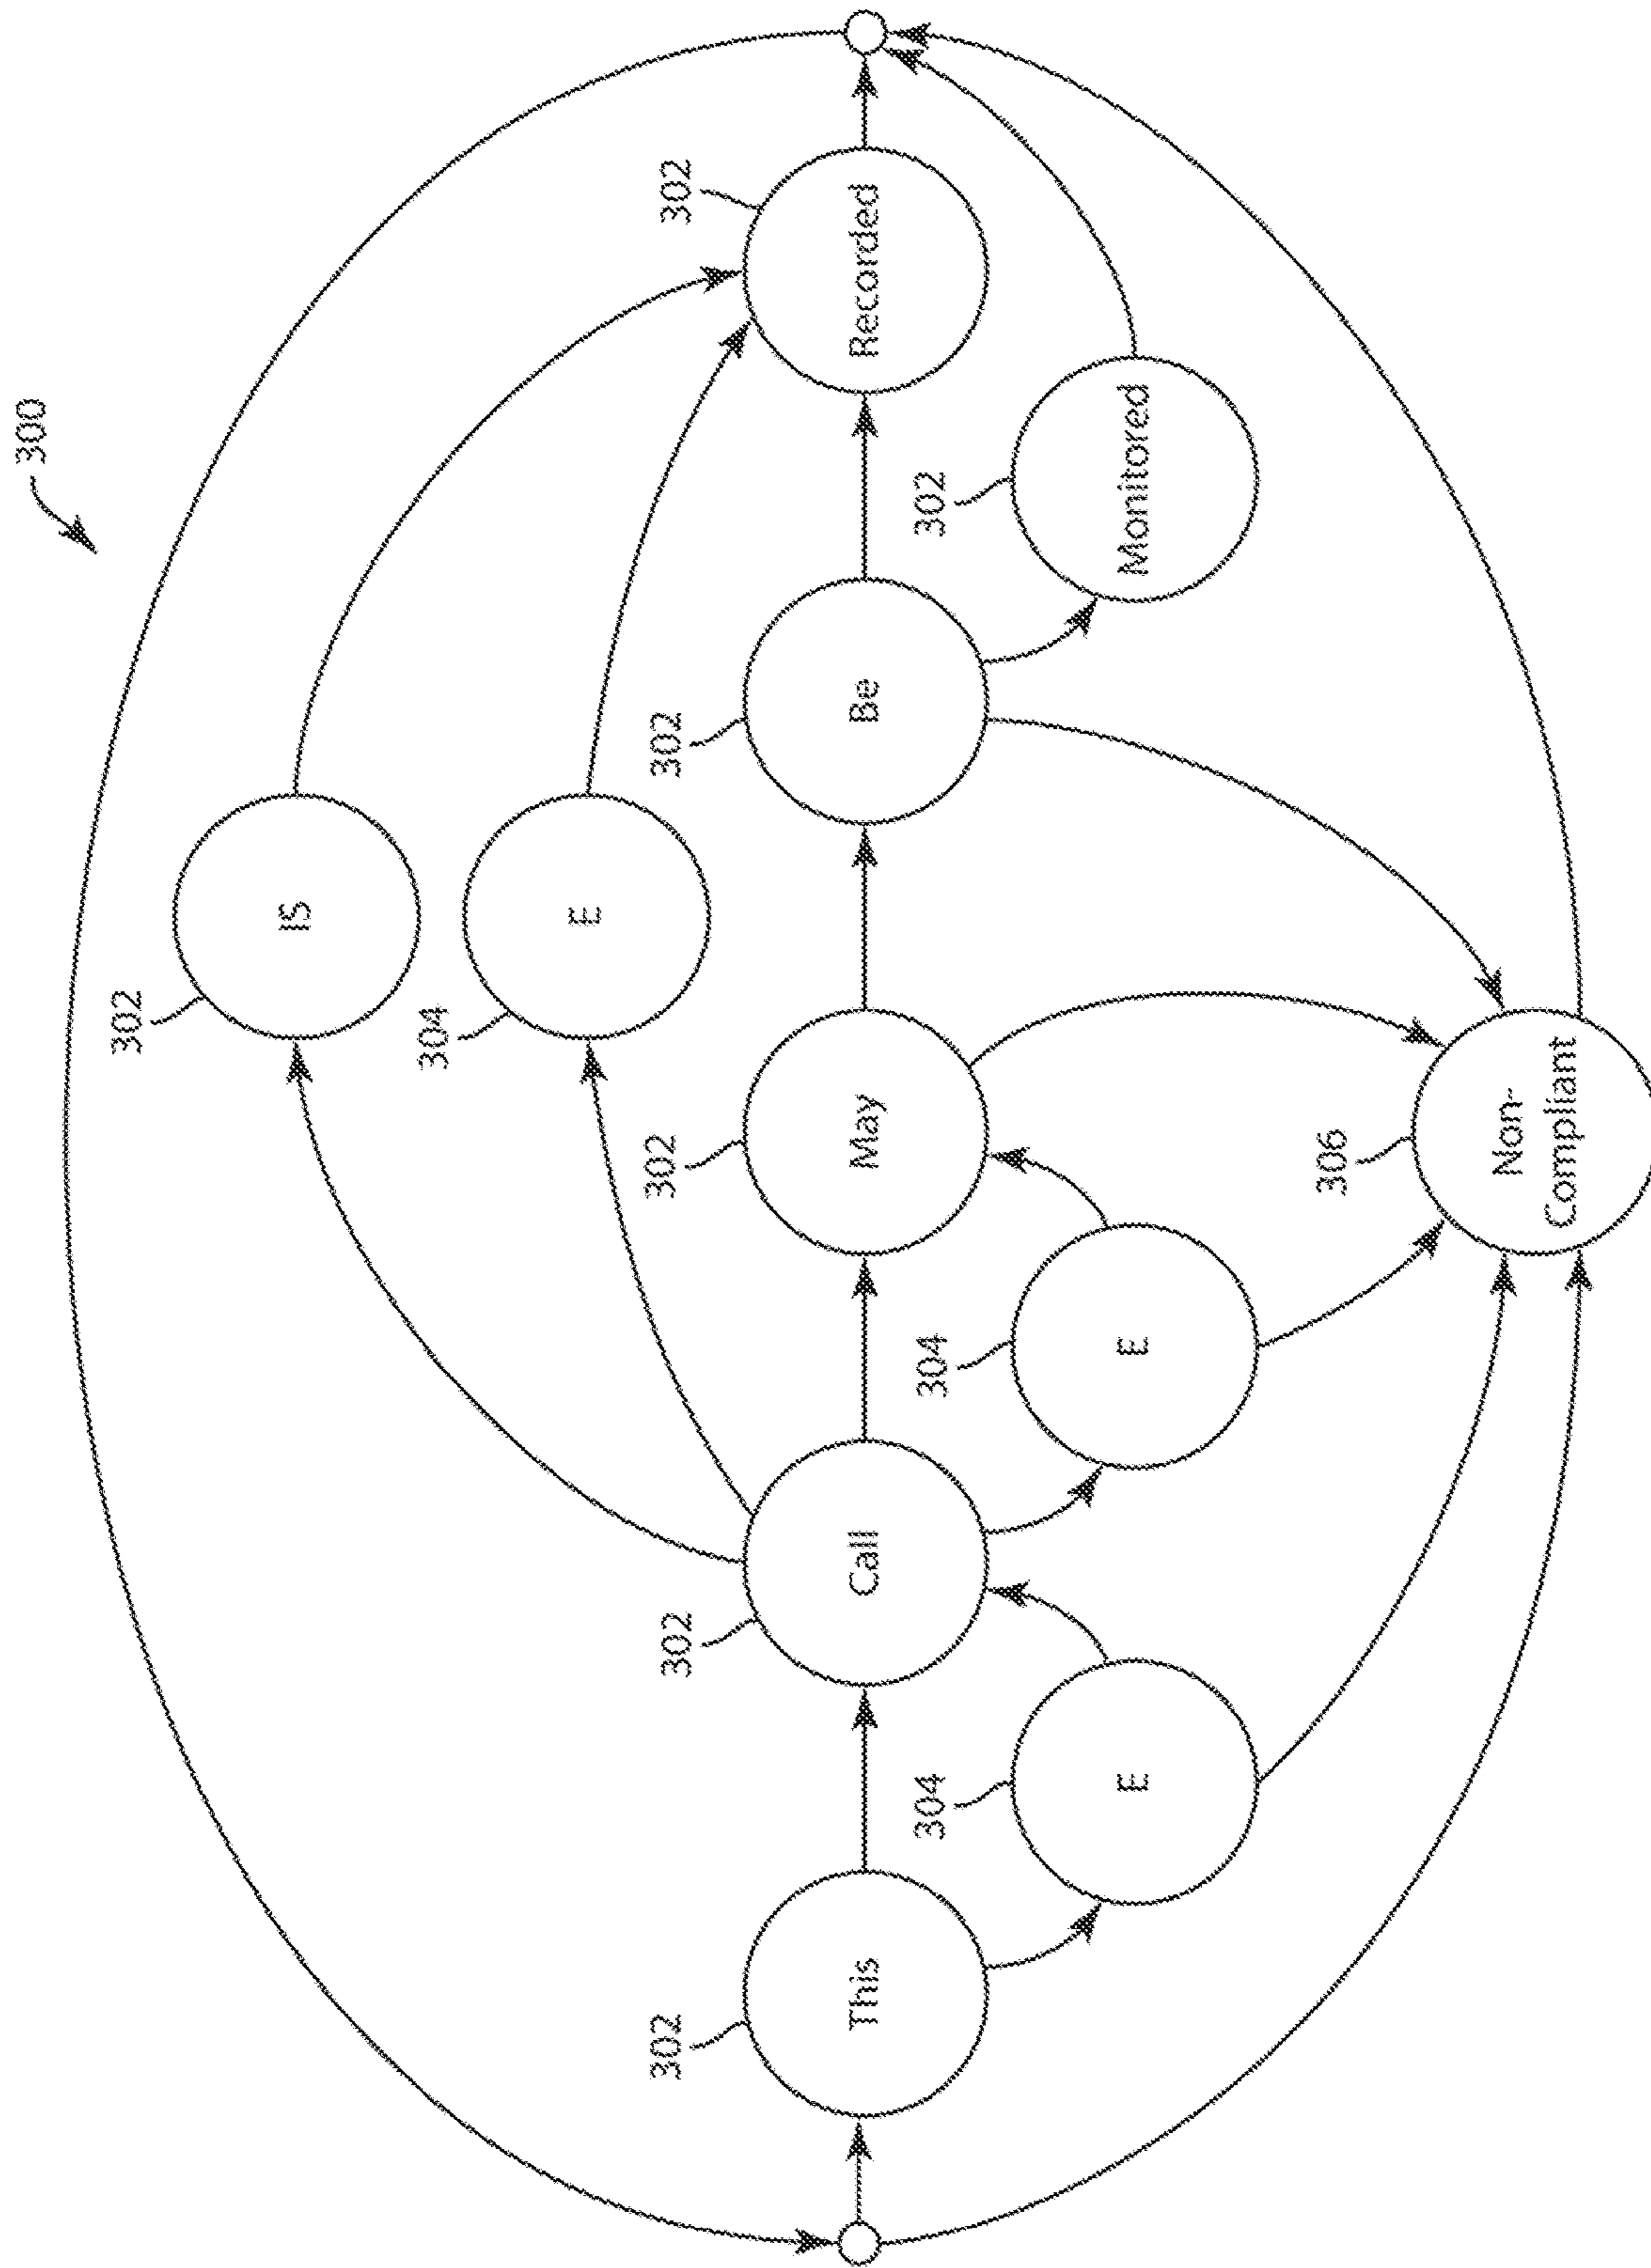 300
302
IS
304
E
302
302
302
302
302
This
Call
May
Be
Recorded
304
304
302
E
E
Monitored
306
Non-
Compliant